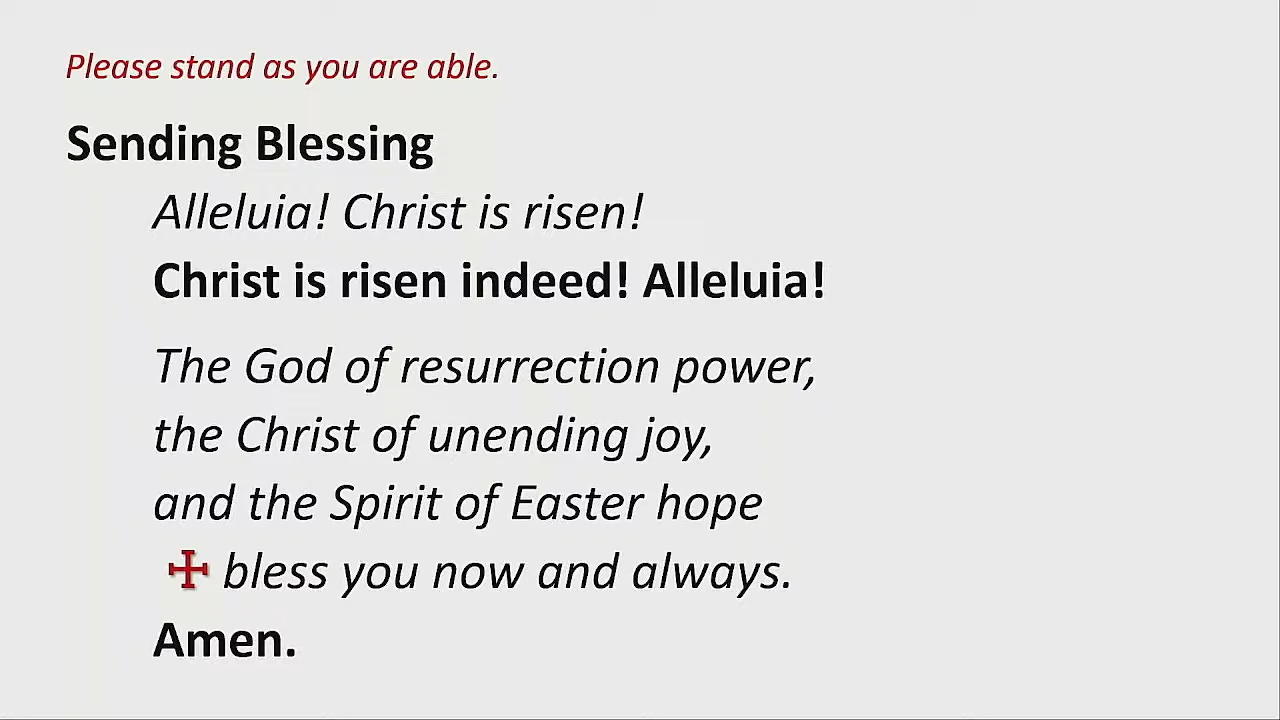 Please stand as you are able.
Sending Blessing
Alleluia! Christ is risen!
Christ is risen indeed! Alleluia!
The God of resurrection power,
the Christ of unending joy,
and the Spirit of Easter hope
☩ bless you now and always.
Amen.